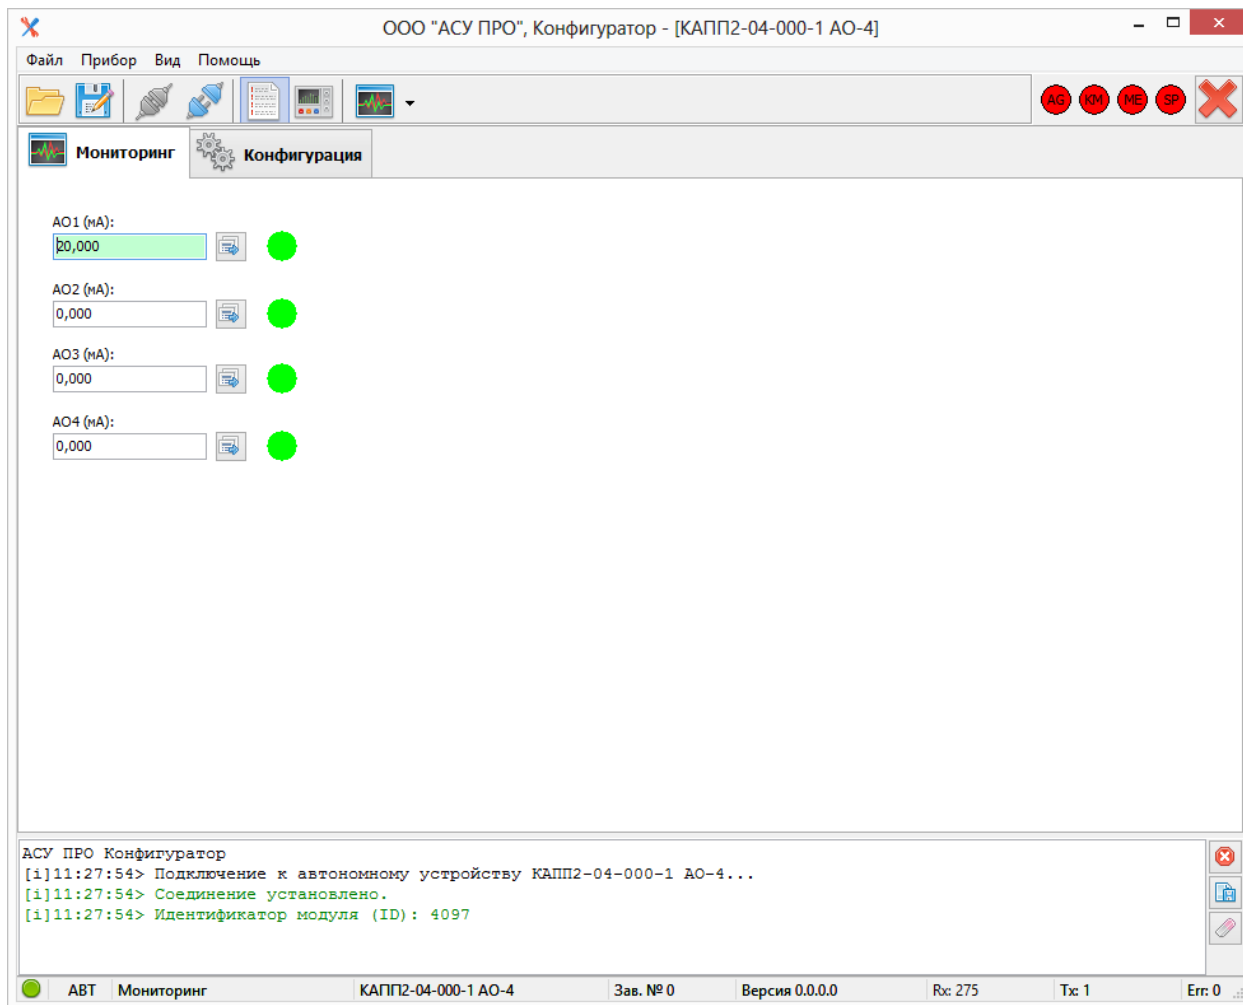 ООО "АСУ ПРО", Конфигуратор - [КАПП2-04-000-1 АО-4]
Файл Прибор Вид Помощь
AG KM ME SP
Мониторинг Конфигурация
АО1 (мА):
20,000
АО2 (мА):
0,000
АО3 (мА):
0,000
АО4 (мА):
0,000
АСУ ПРО Конфигуратор
[i]11:27:54> Подключение к автономному устройству КАПП2-04-000-1 АО-4...
[i]11:27:54> Соединение установлено.
[i]11:27:54> Идентификатор модуля (ID): 4097
АВТ Мониторинг КАПП2-04-000-1 АО-4 Зав. № 0 Версия 0.0.0.0 Rx: 275 Tx: 1 Err: 0